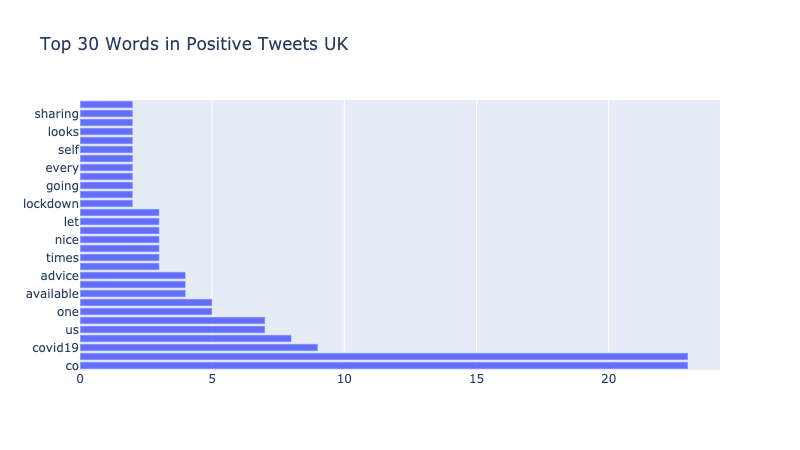 Top 30 Words in Positive Tweets UK
sharing
looks
self
every
going
lockdown
let
nice
times
advice
available
one
us
covid19
co
0 5 10 15 20